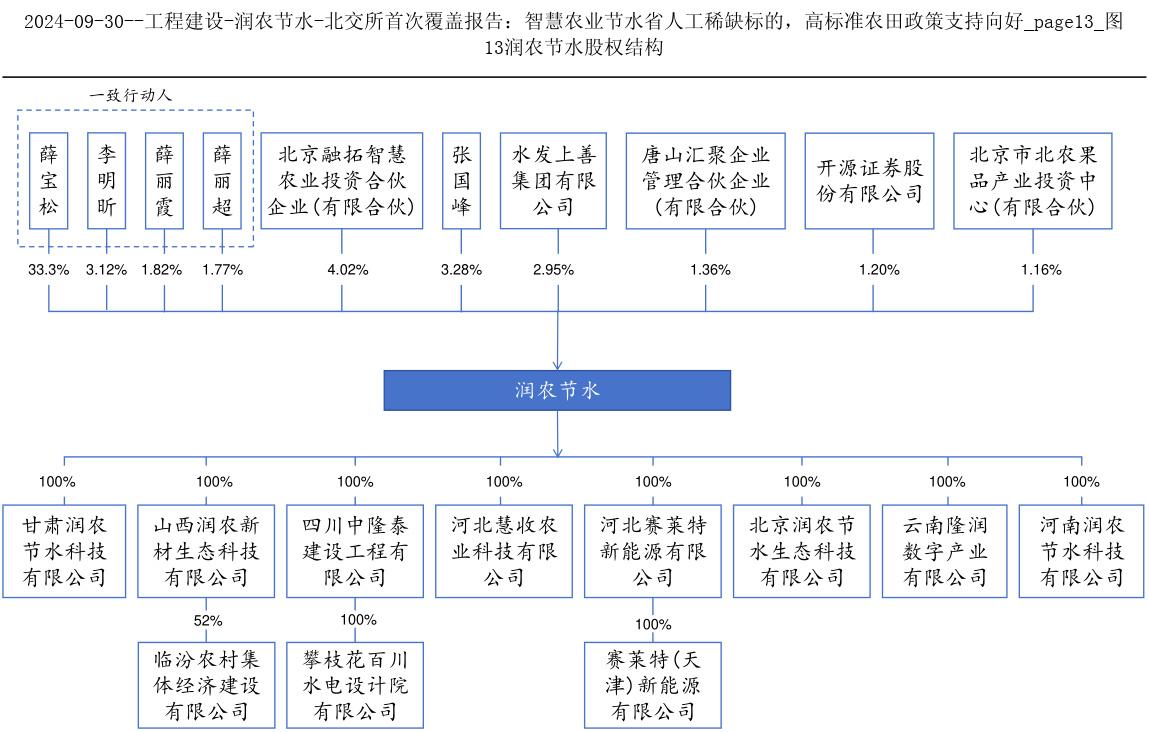 2024-09-30--工程建设-润农节水-北交所首次覆盖报告：智慧农业节水省人工稀缺标的，高标准农田政策支持向好_page13_图
13润农节水股权结构
一致行动人
薛宝松
李明昕
薛丽霞
薛丽超
北京融拓智慧
农业投资合伙
企业(有限合伙)
张国峰
水发上善
集团有限
公司
唐山汇聚企业
管理合伙企业
(有限合伙)
开源证券股
份有限公司
北京市北农果
品产业投资中
心(有限合伙)
33.3%
3.12%
1.82%
1.77%
4.02%
3.28%
2.95%
1.36%
1.20%
1.16%
润农节水
100%
100%
100%
100%
100%
100%
100%
100%
甘肃润农
节水科技
有限公司
山西润农新
材生态科技
有限公司
四川中隆泰
建设工程有
限公司
河北慧收农
业科技有限
公司
河北赛莱特
新能源有限
公司
北京润农节
水生态科技
有限公司
云南隆润
数字产业
有限公司
河南润农
节水科技
有限公司
52%
100%
100%
临汾农村集
体经济建设
有限公司
攀枝花百川
水电设计院
有限公司
赛莱特(天
津)新能源
有限公司